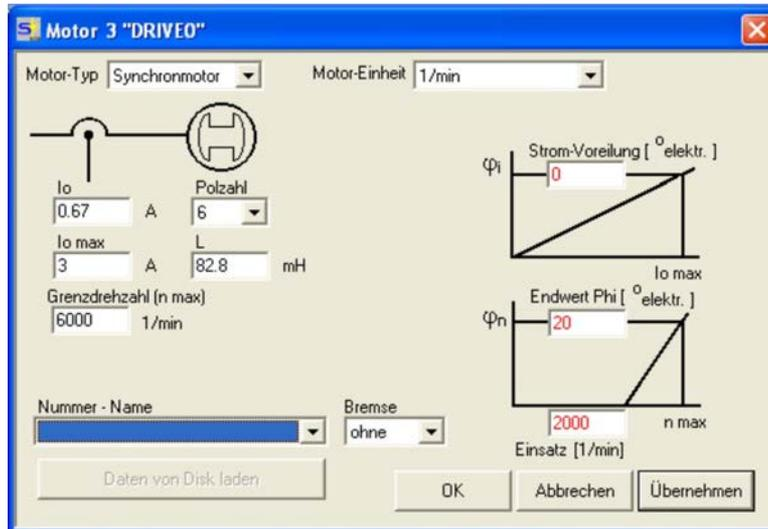 Motor 3 "DRIVE0"
Motor-Typ Synchronmotor Motor-Einheit 1/min
Io
0.67 A
Polzahl
6
Io max
3 A
L
82.8 mH
Grenzdrehzahl (n max)
6000 1/min
Strom-Voreilung [ °elektr. ]
φi 0
Io max
Endwert Phi [ °elektr. ]
φn 20
2000 n max
Einsatz [1/min]
Nummer - Name
Bremse
ohne
Daten von Disk laden
OK Abbrechen Übernehmen